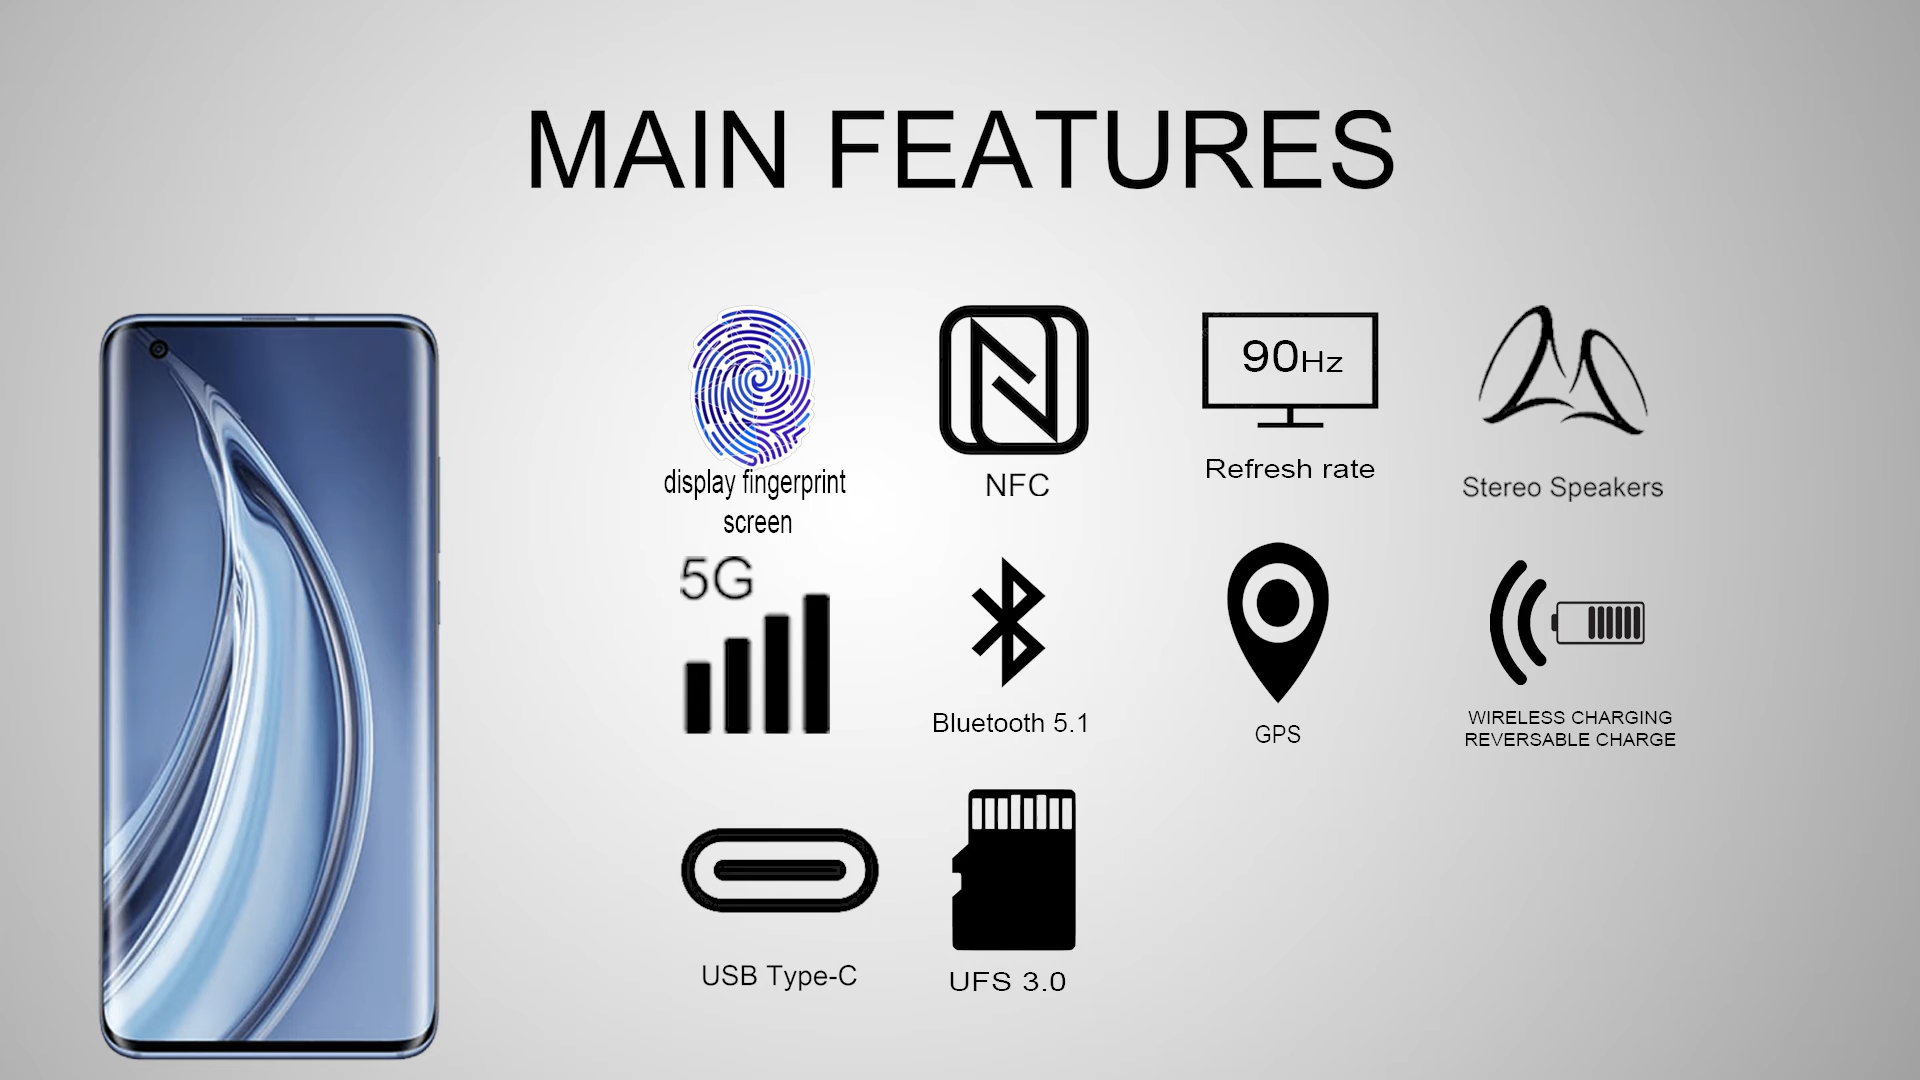 MAIN FEATURES
display fingerprint
screen
NFC
90Hz
Refresh rate
Stereo Speakers
5G
Bluetooth 5.1
GPS
WIRELESS CHARGING
REVERSABLE CHARGE
USB Type-C
UFS 3.0